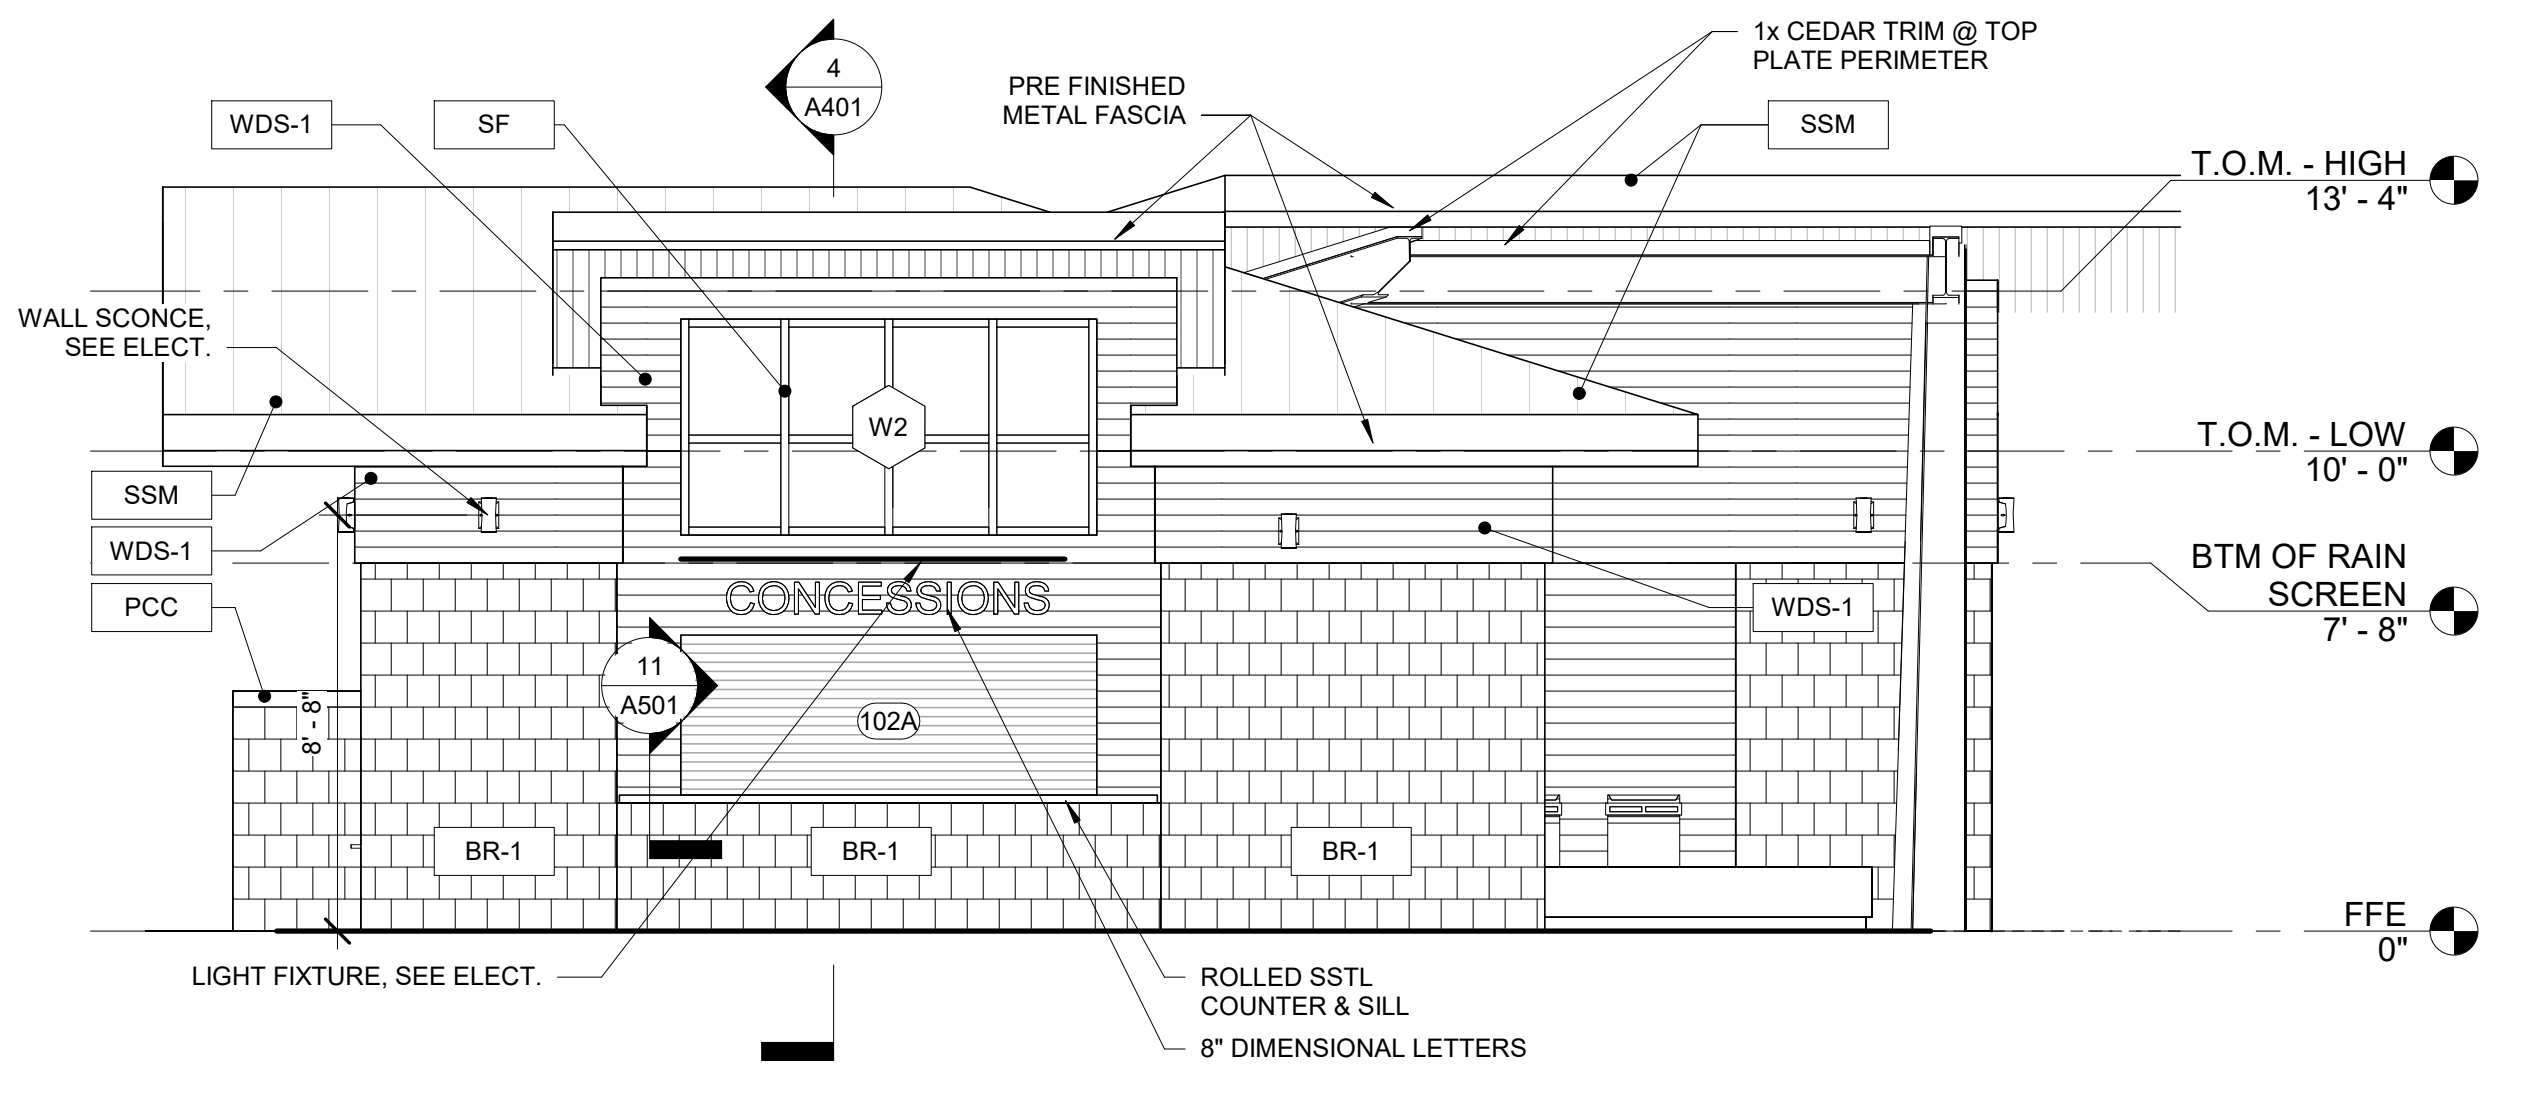 1x CEDAR TRIM @ TOP
PLATE PERIMETER
4
A401
PRE FINISHED
METAL FASCIA
WDS-1
SF
SSM
T.O.M. - HIGH
13' - 4"
WALL SCONCE,
SEE ELECT.
W2
T.O.M. - LOW
10' - 0"
SSM
WDS-1
PCC
BTM OF RAIN
SCREEN
7' - 8"
CONCESSIONS
WDS-1
11
A501
8' - 8"
102A
BR-1
BR-1
BR-1
FFE
0"
LIGHT FIXTURE, SEE ELECT.
ROLLED SSTL
COUNTER & SILL
8" DIMENSIONAL LETTERS